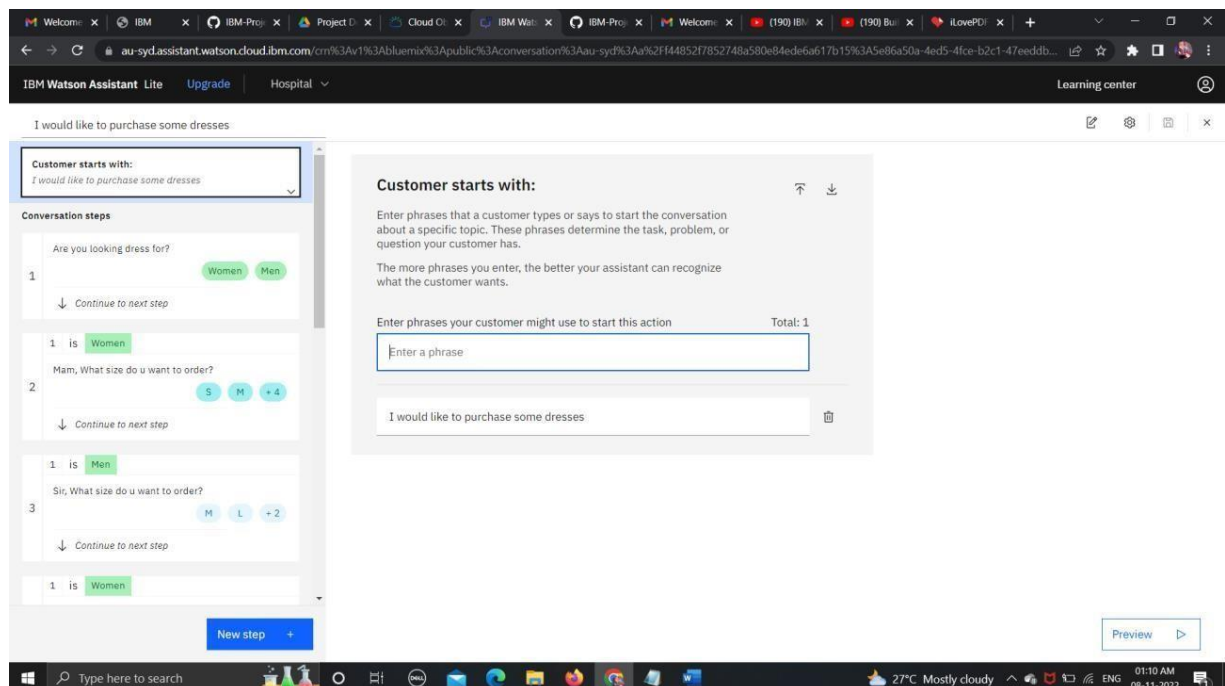 Welcome
IBM
IBM-Proj
Project D
Cloud Ob
IBM Wats
IBM-Proj
Welcome
(190) IBM
(190) Bui
iLovePDF
au-syd.assistant.watson.cloud.ibm.com/crn%3Av1%3Abluemix%3Apublic%3Aconversation%3Aau-syd%3Aa%2Ff44852f7852748a580e84ede6a617b15%3A5e86a50a-4ed5-4fce-b2c1-47eeddb...
IBM Watson Assistant Lite Upgrade Hospital Learning center
I would like to purchase some dresses
Customer starts with:
I would like to purchase some dresses
Conversation steps
Are you looking dress for?
Women Men
1
Continue to next step
1 is Women
Mam, What size do u want to order?
2
S M + 4
Continue to next step
1 is Men
Sir, What size do u want to order?
3
M L + 2
Continue to next step
1 is Women
New step +
Customer starts with:
Enter phrases that a customer types or says to start the conversation
about a specific topic. These phrases determine the task, problem, or
question your customer has.
The more phrases you enter, the better your assistant can recognize
what the customer wants.
Enter phrases your customer might use to start this action Total: 1
Enter a phrase
I would like to purchase some dresses
Preview
Type here to search
DELL
27°C Mostly cloudy
ENG
01:10 AM
08-11-2022